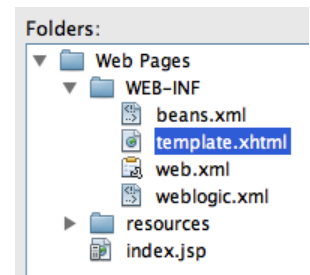 Folders:
Web Pages
WEB-INF
beans.xml
template.xhtml
web.xml
weblogic.xml
resources
index.jsp